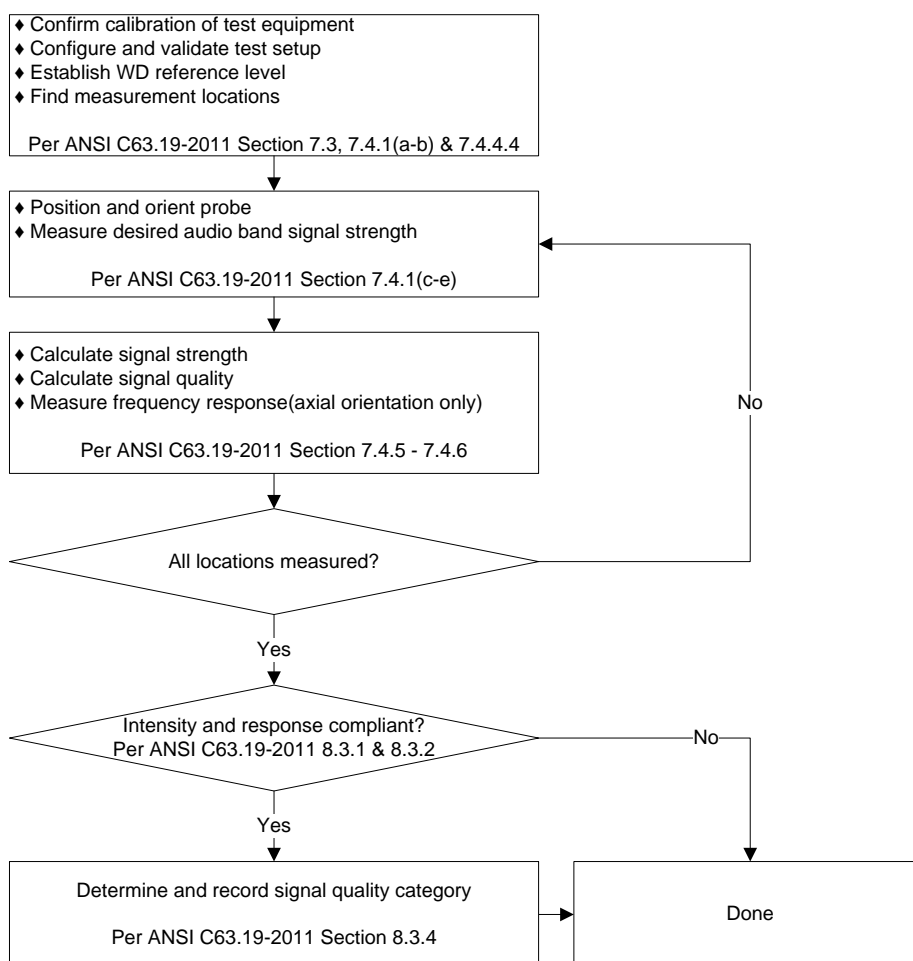 ♦ Confirm calibration of test equipment
♦ Configure and validate test setup
♦ Establish WD reference level
♦ Find measurement locations
Per ANSI C63.19-2011 Section 7.3, 7.4.1(a-b) & 7.4.4.4
♦ Position and orient probe
♦ Measure desired audio band signal strength
Per ANSI C63.19-2011 Section 7.4.1(c-e)
♦ Calculate signal strength
♦ Calculate signal quality
♦ Measure frequency response(axial orientation only)
Per ANSI C63.19-2011 Section 7.4.5 - 7.4.6
No
All locations measured?
Yes
Intensity and response compliant?
Per ANSI C63.19-2011 8.3.1 & 8.3.2
No
Yes
Determine and record signal quality category
Per ANSI C63.19-2011 Section 8.3.4
Done